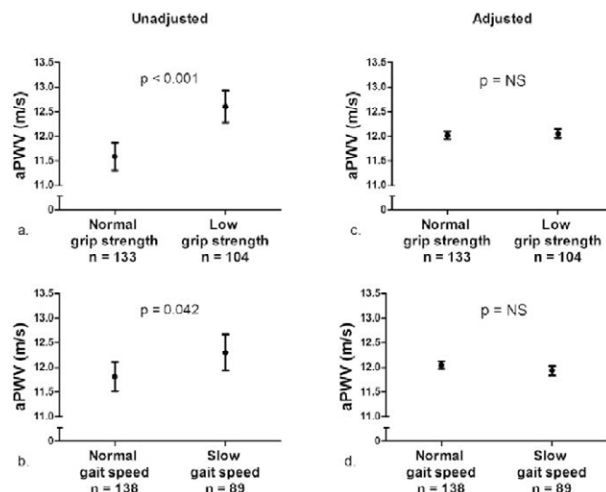 Unadjusted
Adjusted
13.5
13.0
12.5
12.0
11.5
11.0
0
aPWV (m/s)
p < 0.001
a.
Normal
grip strength
n = 133
Low
grip strength
n = 104
13.5
13.0
12.5
12.0
11.5
11.0
0
aPWV (m/s)
p = NS
c.
Normal
grip strength
n = 133
Low
grip strength
n = 104
13.5
13.0
12.5
12.0
11.5
11.0
0
aPWV (m/s)
p = 0.042
b.
Normal
gait speed
n = 138
Slow
gait speed
n = 89
13.5
13.0
12.5
12.0
11.5
11.0
0
aPWV (m/s)
p = NS
d.
Normal
gait speed
n = 138
Slow
gait speed
n = 89